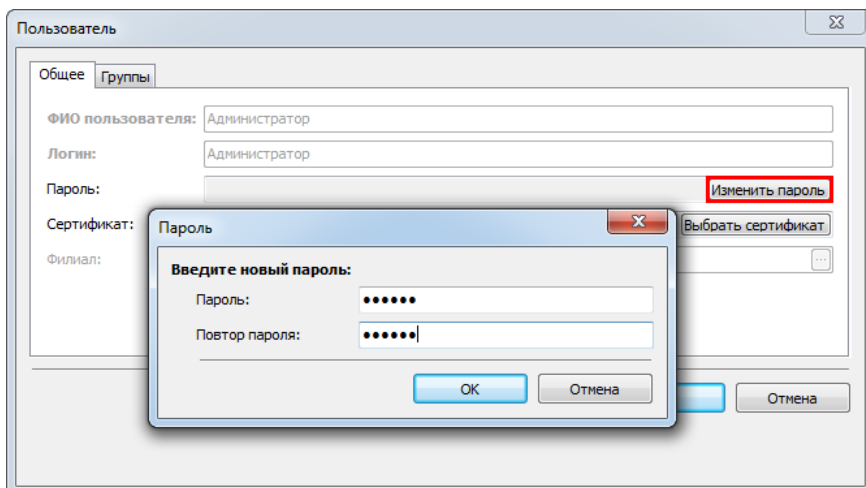 Пользователь
Общее Группы
ФИО пользователя: Администратор
Логин: Администратор
Пароль: Изменить пароль
Сертификат: Выбрать сертификат
Филиал: ...
Пароль
Введите новый пароль:
Пароль: ••••••
Повтор пароля: ••••••
OK Отмена
Отмена